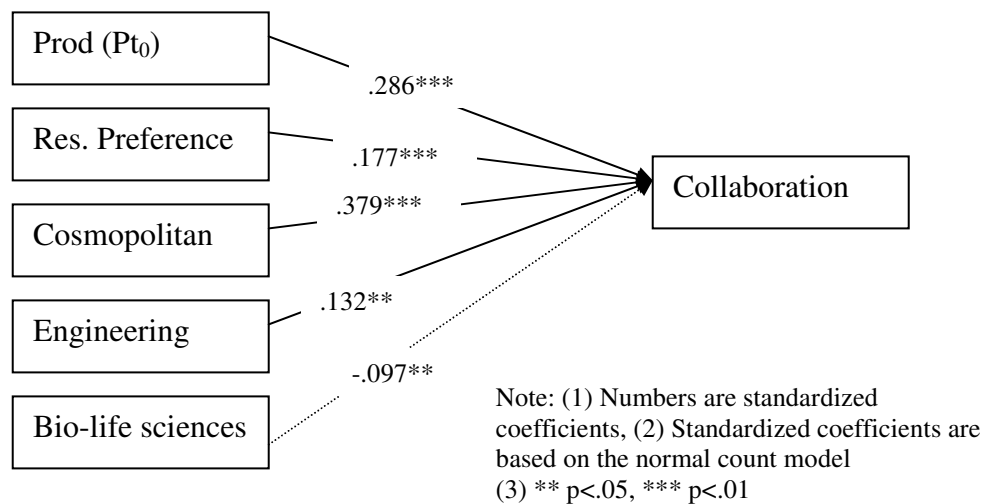 Prod (Pt₀)
.286***
Res. Preference
.177***
Collaboration
.379***
Cosmopolitan
.132**
Engineering
-.097**
Bio-life sciences
Note: (1) Numbers are standardized
coefficients, (2) Standardized coefficients are
based on the normal count model
(3) ** p<.05, *** p<.01